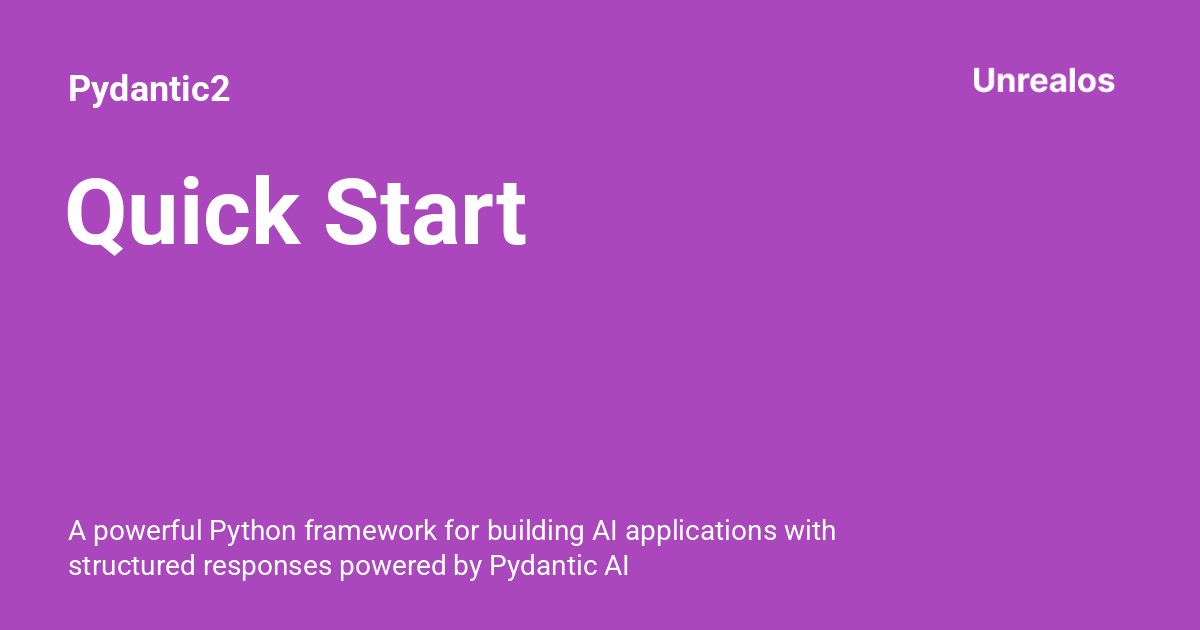 Pydantic2
Unrealos
Quick Start
A powerful Python framework for building AI applications with
structured responses powered by Pydantic AI